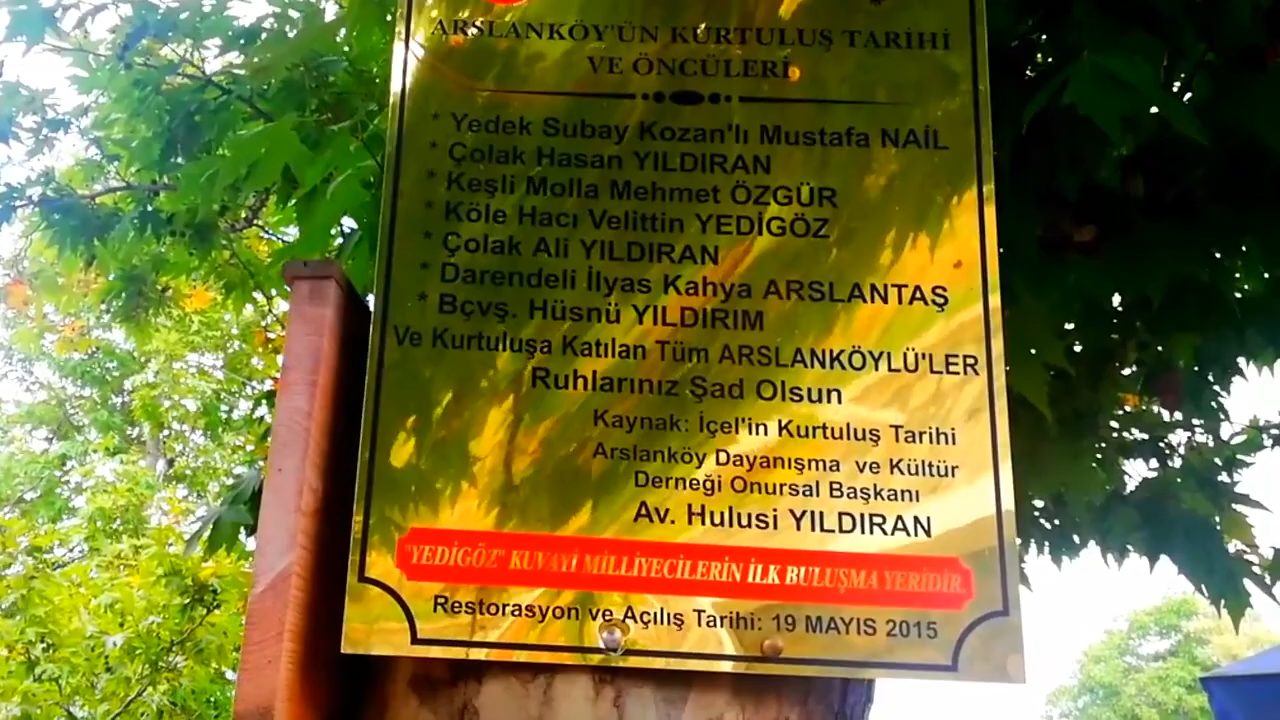 ARSLANKÖY'ÜN KURTULUŞ TARİHİ
VE ÖNCÜLERİ
* Yedek Subay Kozan'lı Mustafa NAİL
* Çolak Hasan YILDIRAN
* Keşli Molla Mehmet ÖZGÜR
* Köle Hacı Velittin YEDİGÖZ
* Çolak Ali YILDIRAN
* Darendeli İlyas Kahya ARSLANTAŞ
* Bçvş. Hüsnü YILDIRIM
Ve Kurtuluşa Katılan Tüm ARSLANKÖYLÜ'LER
Ruhlarınız Şad Olsun
Kaynak: İçel'in Kurtuluş Tarihi
Arslanköy Dayanışma ve Kültür
Derneği Onursal Başkanı
Av. Hulusi YILDIRAN
"YEDİGÖZ" KUVAYİ MİLLİYECİLERİN İLK BULUŞMA YERİDİR.
Restorasyon ve Açılış Tarihi: 19 MAYIS 2015